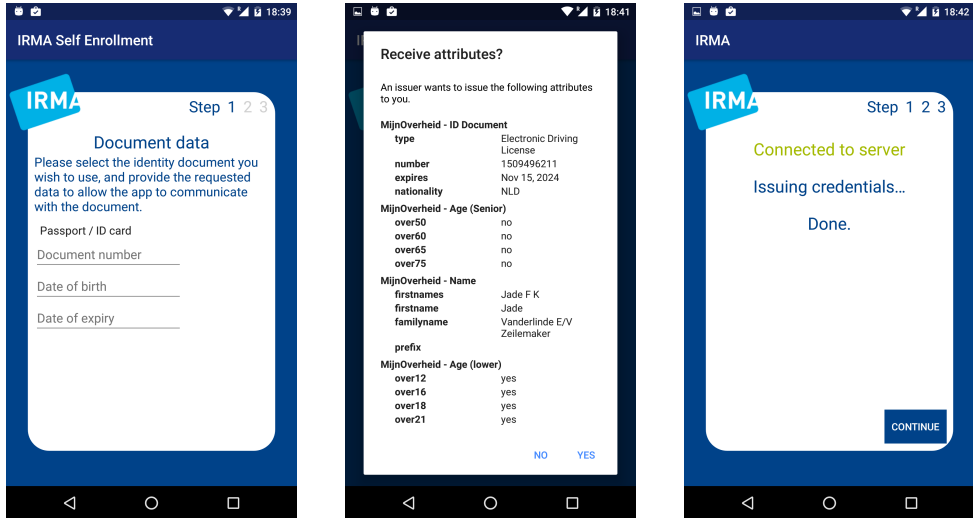 18:39
IRMA Self Enrollment
IRMA
Step 1 2 3
Document data
Please select the identity document you
wish to use, and provide the requested
data to allow the app to communicate
with the document.
Passport / ID card
Document number
Date of birth
Date of expiry
18:41
Receive attributes?
An issuer wants to issue the following attributes
to you.
MijnOverheid - ID Document
type Electronic Driving
License
number 1509496211
expires Nov 15, 2024
nationality NLD
MijnOverheid - Age (Senior)
over50 no
over60 no
over65 no
over75 no
MijnOverheid - Name
firstnames Jade F K
firstname Jade
familyname Vanderlinde E/V
Zeilemaker
prefix
MijnOverheid - Age (lower)
over12 yes
over16 yes
over18 yes
over21 yes
NO YES
18:42
IRMA
IRMA
Step 1 2 3
Connected to server
Issuing credentials...
Done.
CONTINUE